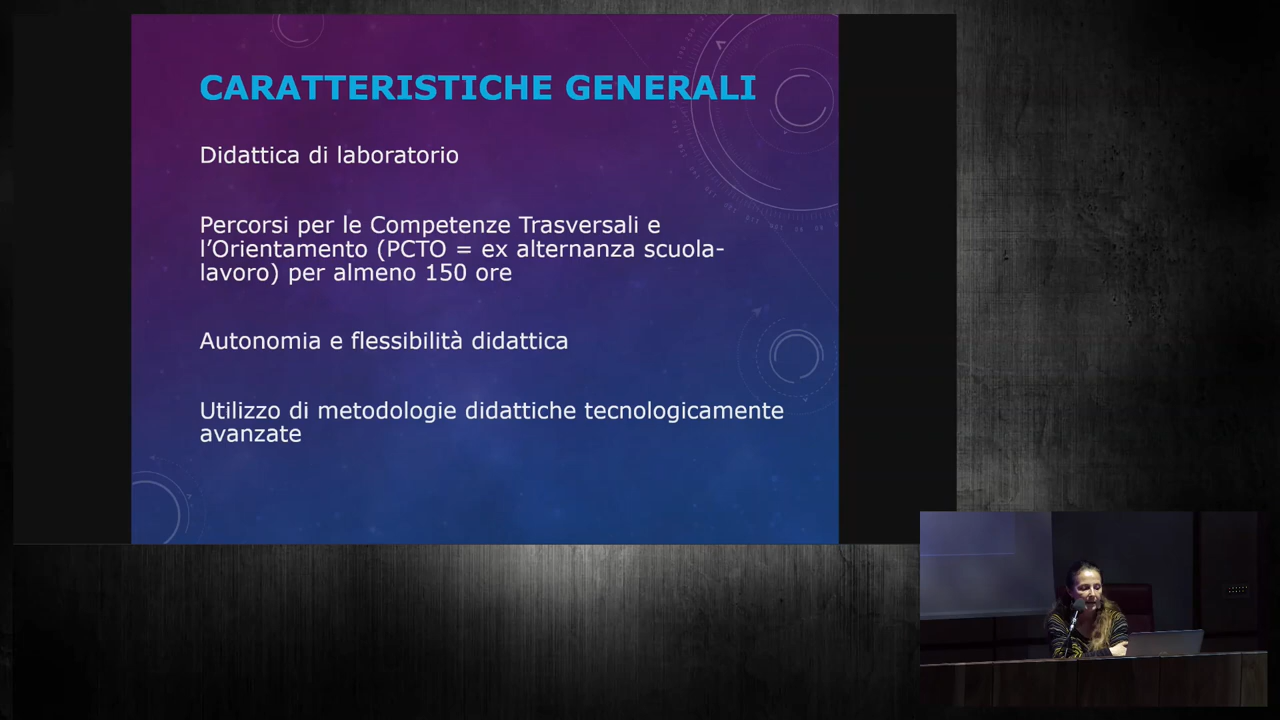 CARATTERISTICHE GENERALI
Didattica di laboratorio
Percorsi per le Competenze Trasversali e
l’Orientamento (PCTO = ex alternanza scuola-
lavoro) per almeno 150 ore
Autonomia e flessibilità didattica
Utilizzo di metodologie didattiche tecnologicamente
avanzate